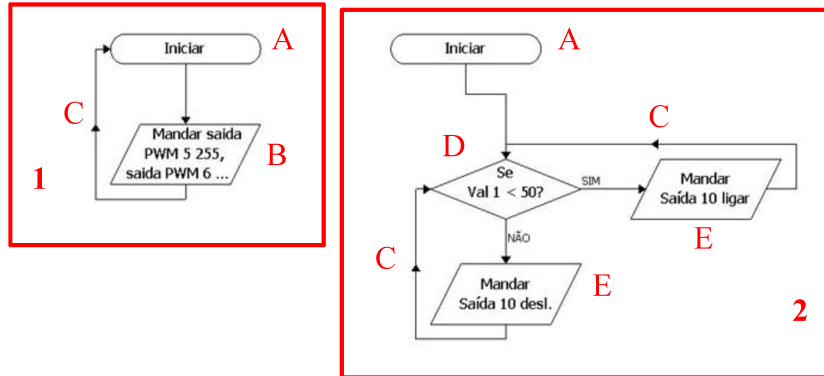 Iniciar
A
C
Mandar saida
PWM 5 255,
saida PWM 6 ...
B
1
Iniciar
A
C
D
Se
Val 1 < 50?
SIM
Mandar
Saída 10 ligar
E
NÃO
C
Mandar
Saída 10 desl.
E
2